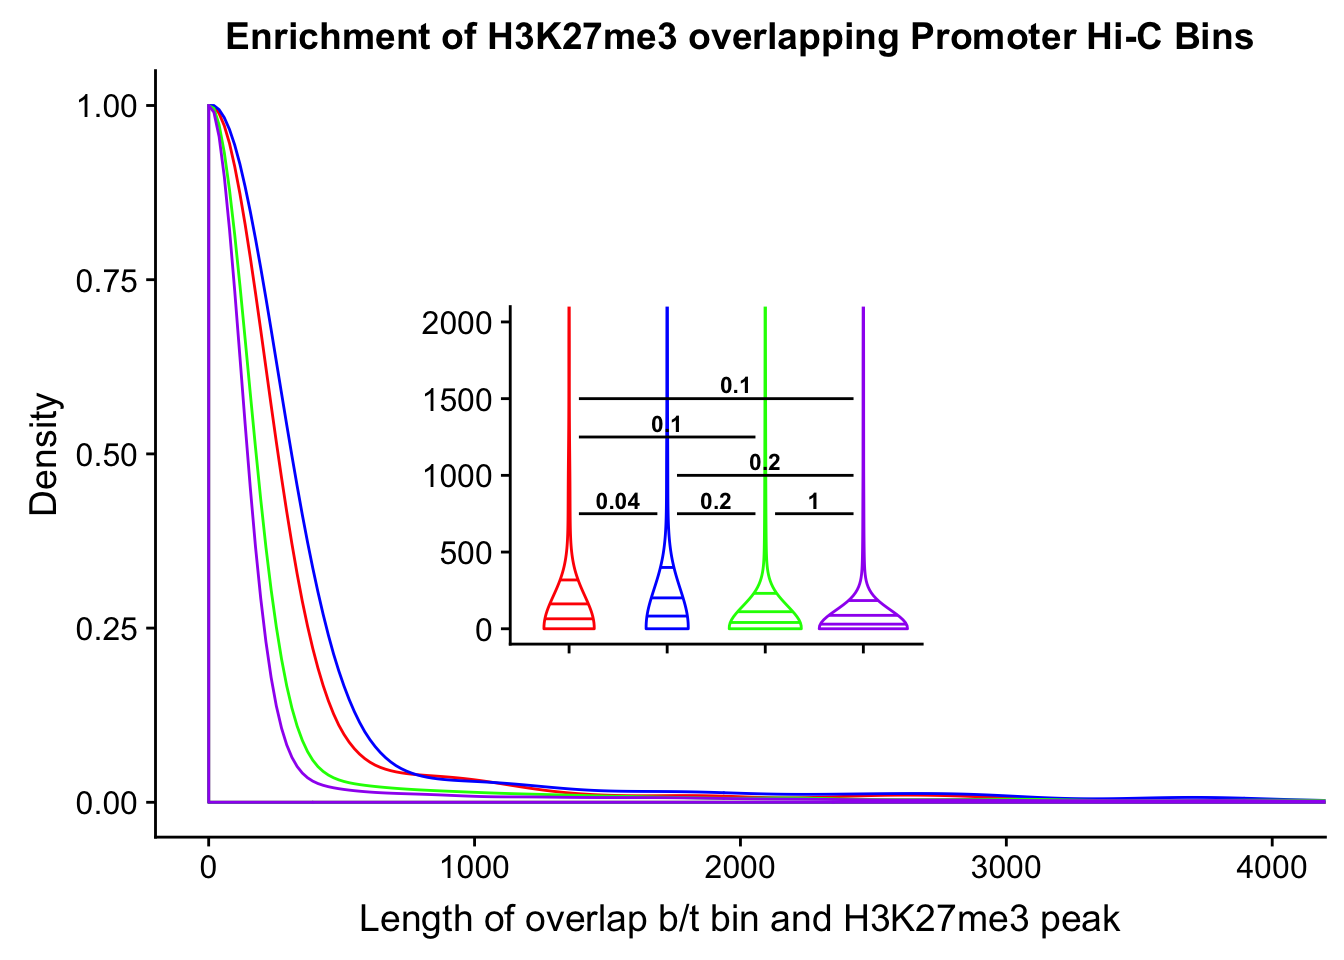 Enrichment of H3K27me3 overlapping Promoter Hi-C Bins
Density
1.00
0.75
0.50
0.25
0.00
2000
1500
1000
500
0
0.1
0.1
0.2
0.04 0.2 1
0 1000 2000 3000 4000
Length of overlap b/t bin and H3K27me3 peak